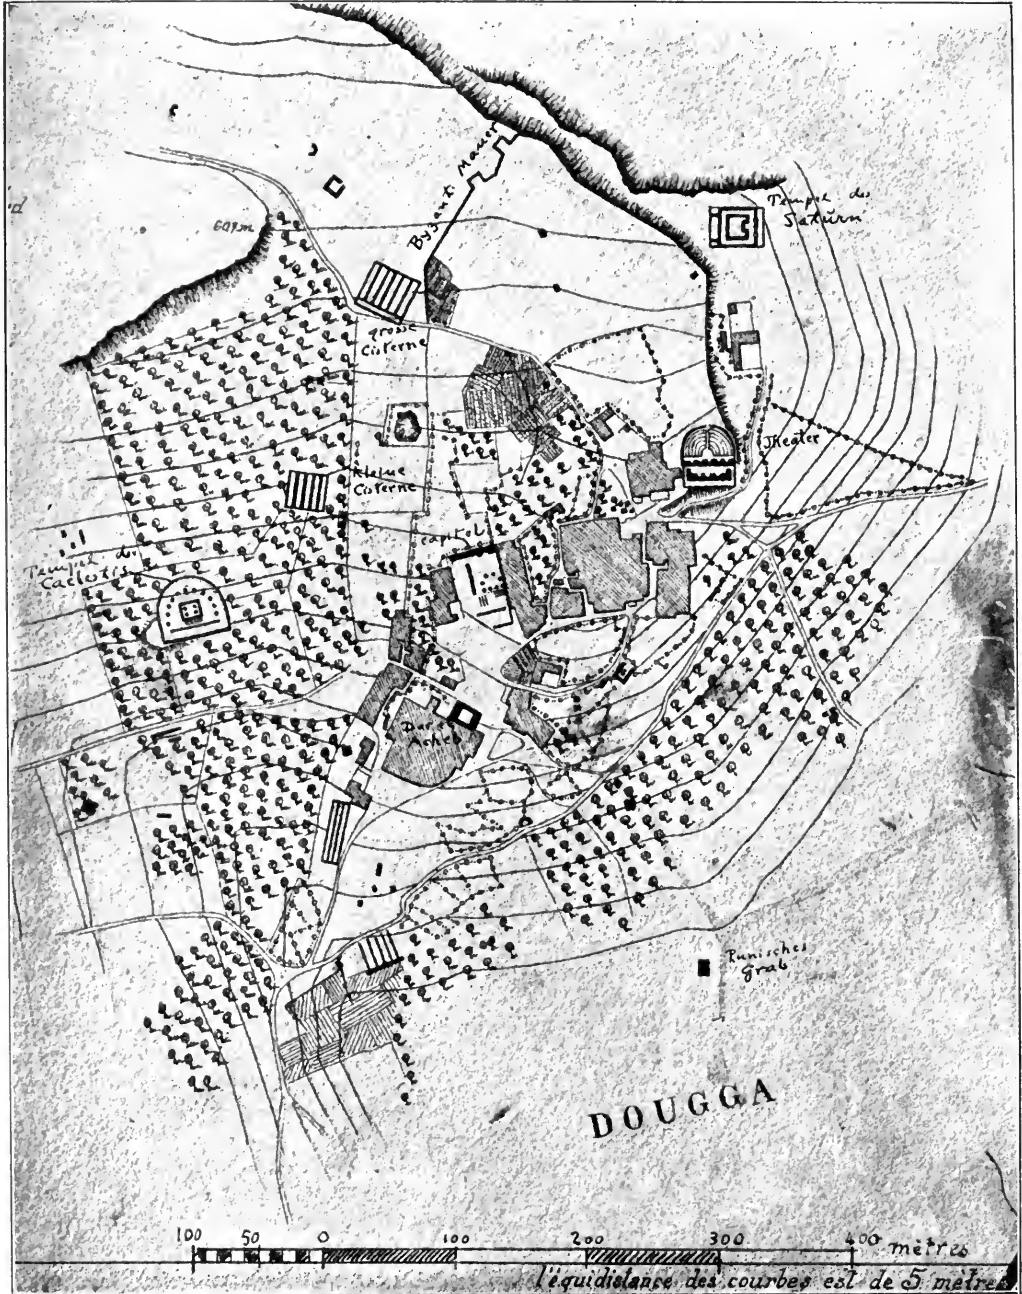 Byzant. Mauer
Tempel des
Saturn
grosse
Cisterne
Theater
kleine
Cisterne
Capitol
Tempel der
Caelestis
Dar
Acheb
Punisches
Grab
DOUGGA
100 50 0 100 200 300 400 mètres
l'équidistance des courbes est de 5 mètres